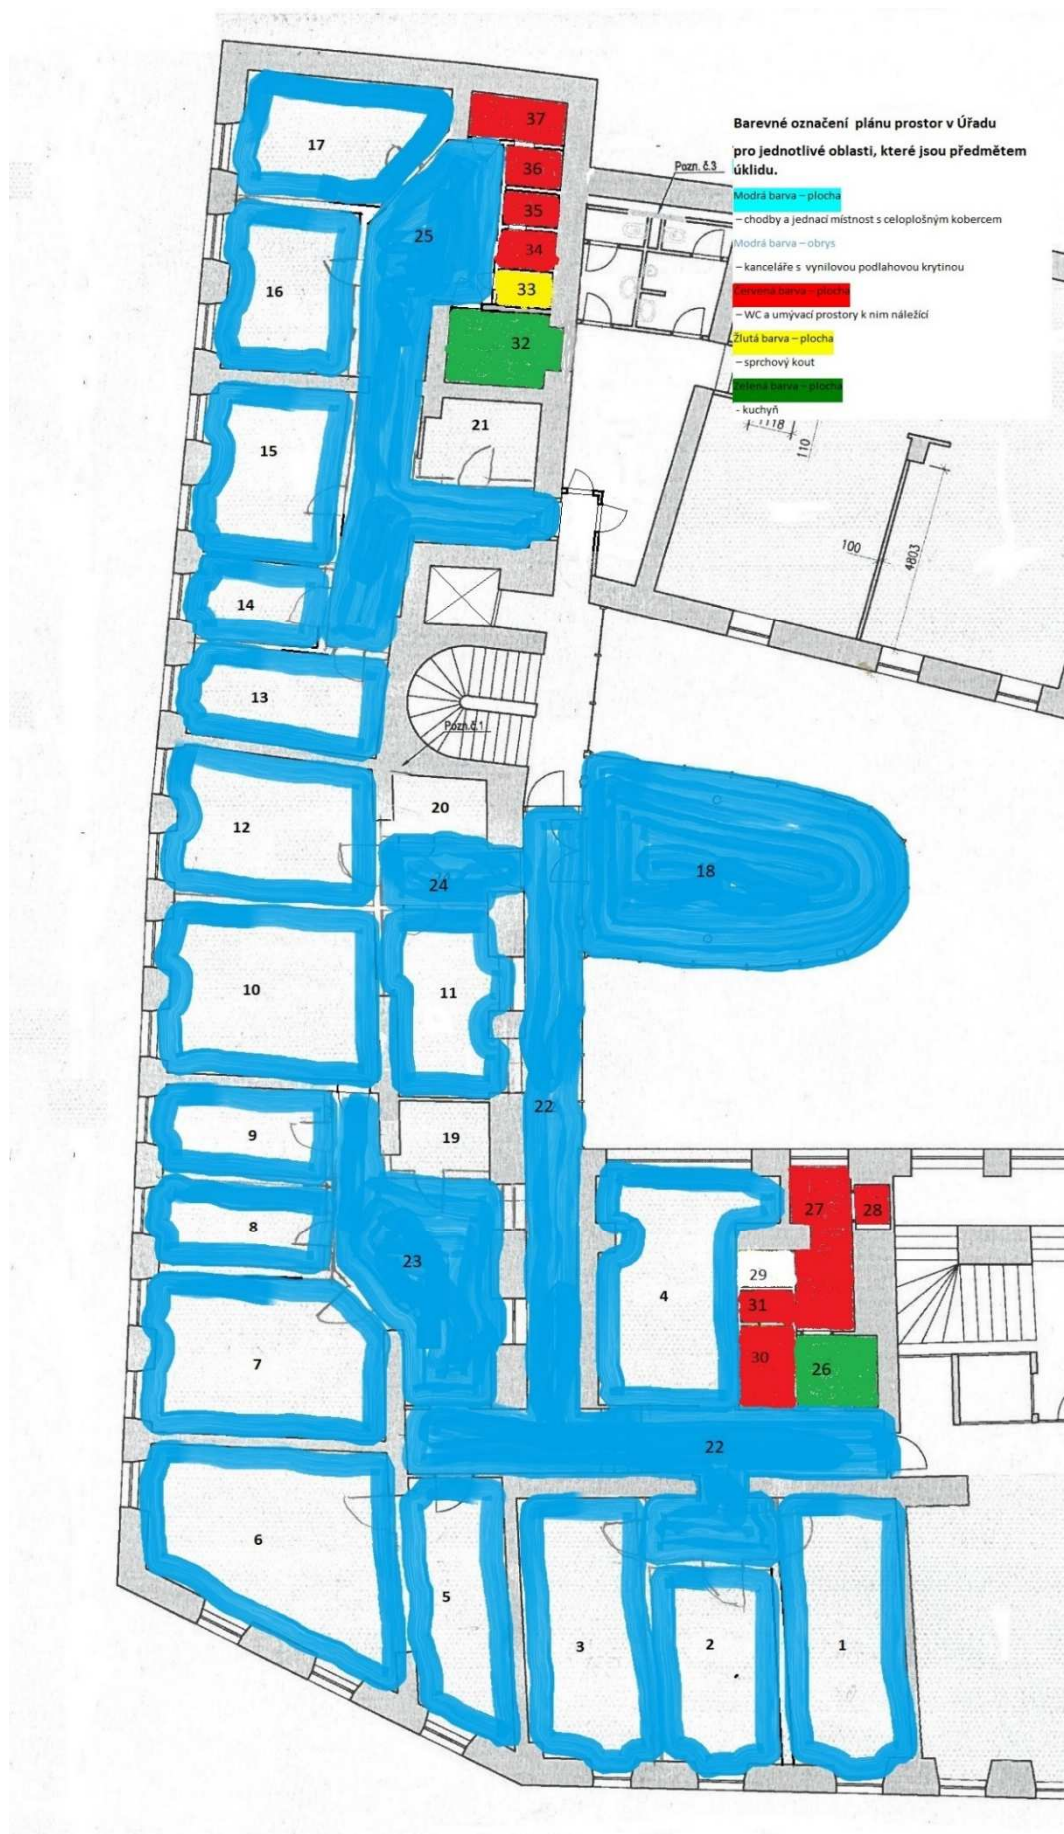 Barevné označení plánu prostor v Úřadu
pro jednotlivé oblasti, které jsou předmětem
úklidu.
Modrá barva – plocha
– chodby a jednací místnost s celoplošným kobercem
Modrá barva – obrys
– kanceláře s vynilovou podlahovou krytinou
Červená barva – plocha
– WC a umývací prostory k nim náležící
Žlutá barva – plocha
– sprchový kout
Zelená barva – plocha
- kuchyň
Pozn. č.3
37
17
36
35
25
34
33
16
32
1118
110
21
15
100
4803
14
13
Pozn.č.1
20
12
18
24
10
11
22
9
19
27
28
8
23
29
4
31
7
30
26
22
6
5
3
2
1